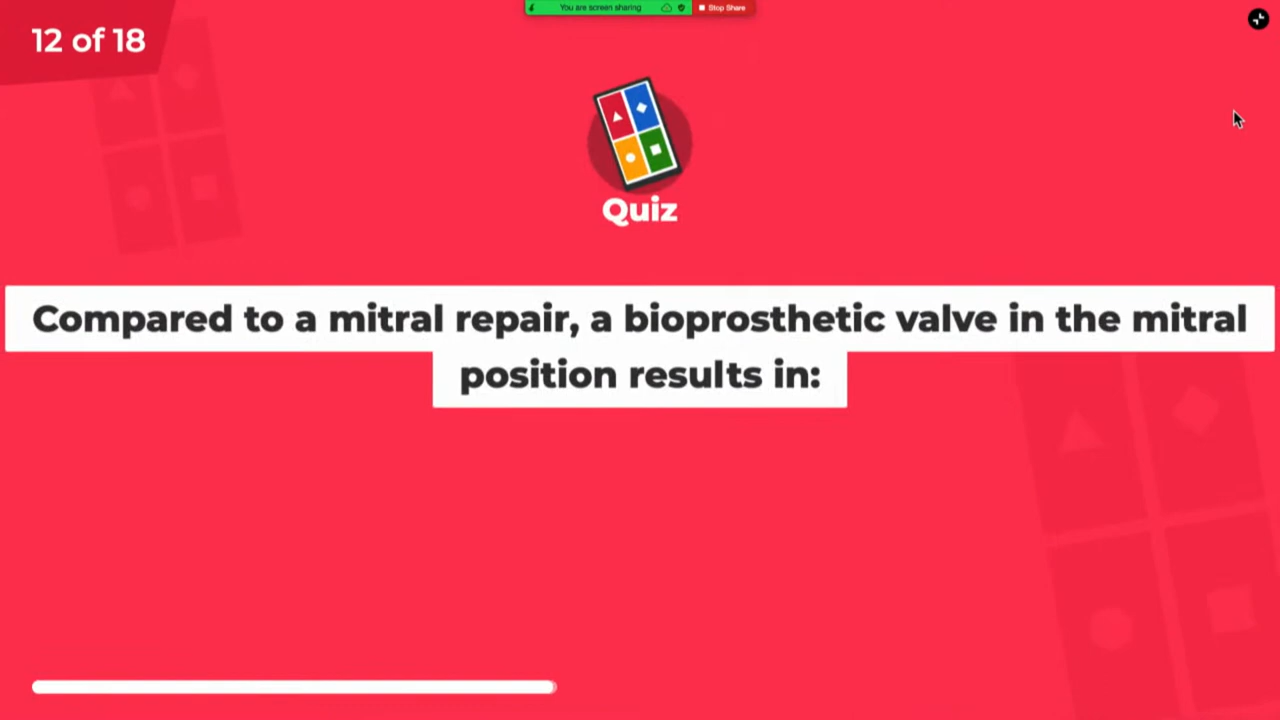 You are screen sharing
Stop Share
12 of 18
Quiz
Compared to a mitral repair, a bioprosthetic valve in the mitral
position results in: